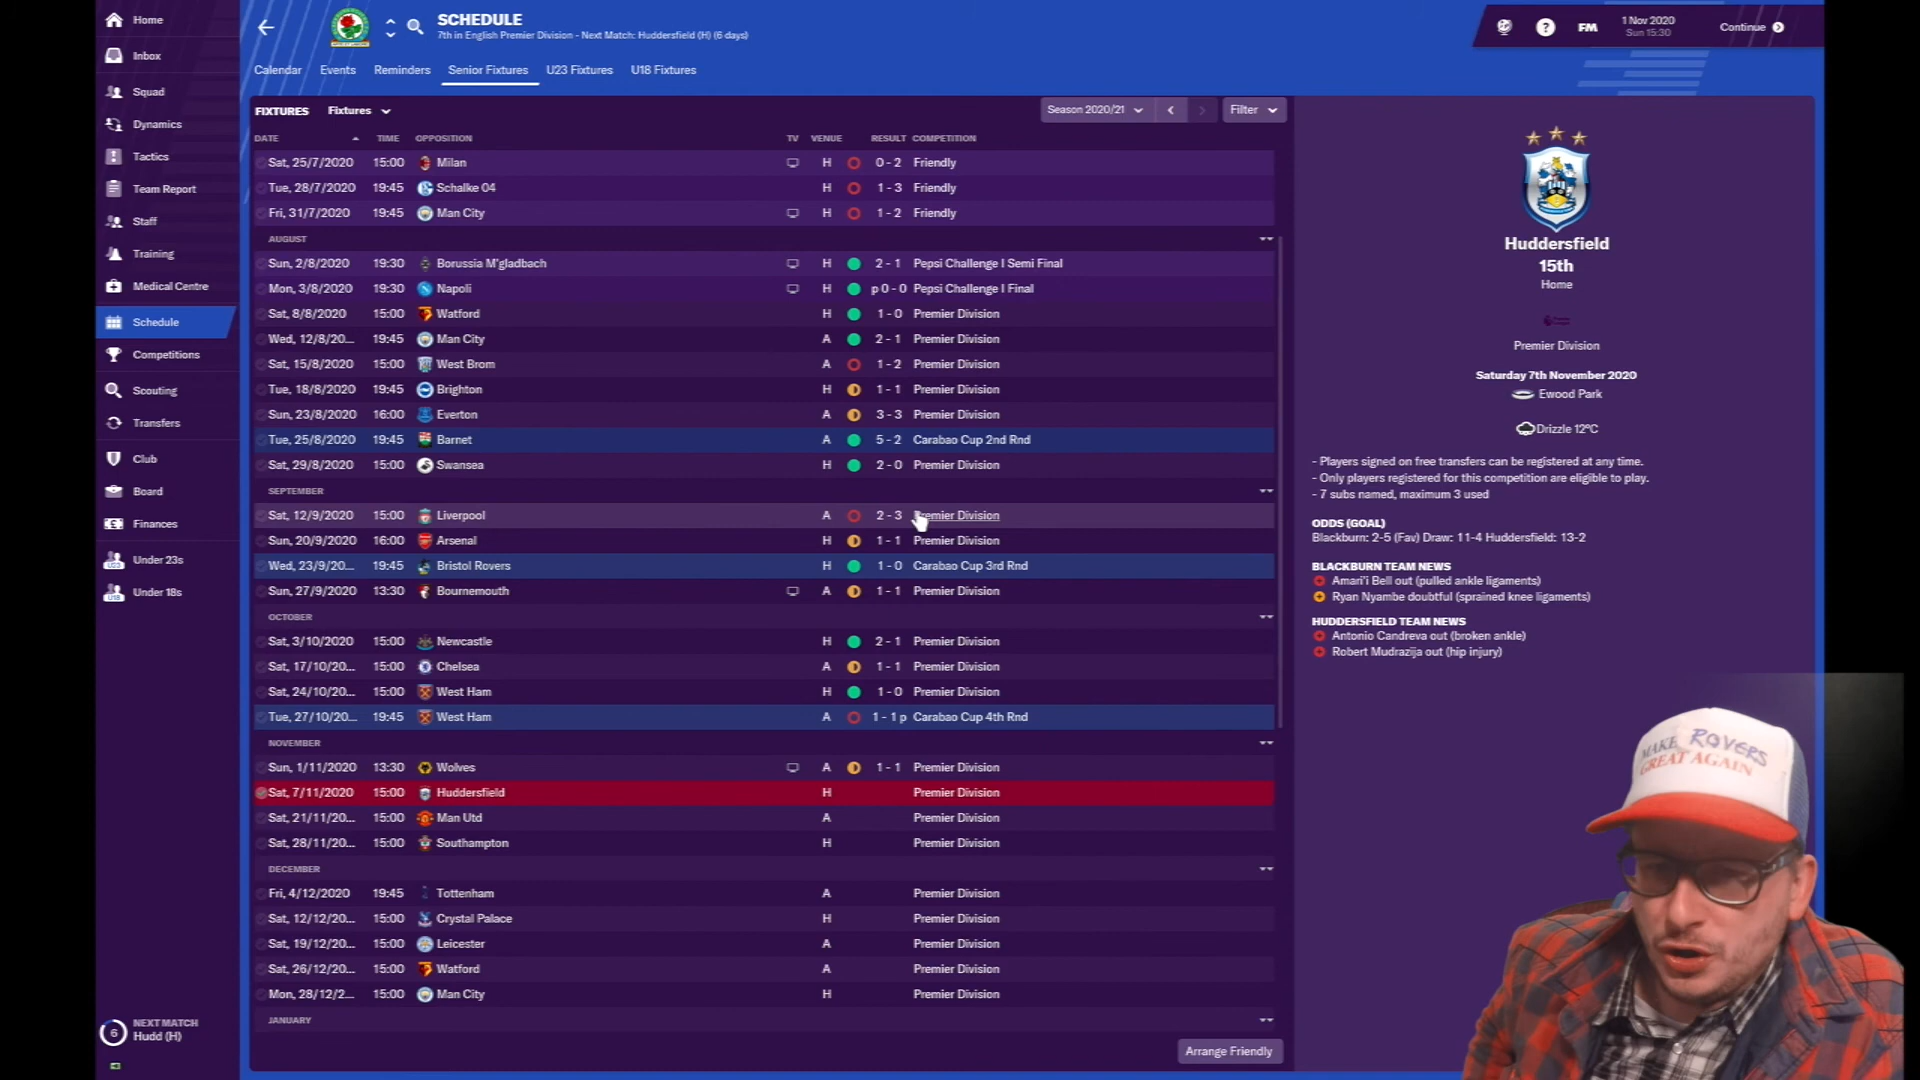 Home
Inbox
Squad
Dynamics
Tactics
Team Report
Staff
Training
Medical Centre
Schedule
Competitions
Scouting
Transfers
Club
Board
Finances
Under 23s
Under 18s
6 NEXT MATCH
Hudd (H)
SCHEDULE
7th in English Premier Division - Next Match: Huddersfield (H) (6 days)
? FM 1 Nov 2020 Continue
Sun 15:30
Calendar Events Reminders Senior Fixtures U23 Fixtures U18 Fixtures
FIXTURES Fixtures Season 2020/21 Filter
DATE TIME OPPOSITION TV VENUE RESULT COMPETITION
Sat, 25/7/2020 15:00 Milan H 0 - 2 Friendly
Tue, 28/7/2020 19:45 Schalke 04 H 1 - 3 Friendly
Fri, 31/7/2020 19:45 Man City H 1 - 2 Friendly
AUGUST
Sun, 2/8/2020 19:30 Borussia M'gladbach H 2 - 1 Pepsi Challenge I Semi Final
Mon, 3/8/2020 19:30 Napoli H p 0 - 0 Pepsi Challenge I Final
Sat, 8/8/2020 15:00 Watford H 1 - 0 Premier Division
Wed, 12/8/20... 19:45 Man City A 2 - 1 Premier Division
Sat, 15/8/2020 15:00 West Brom A 1 - 2 Premier Division
Tue, 18/8/2020 19:45 Brighton H 1 - 1 Premier Division
Sun, 23/8/2020 16:00 Everton A 3 - 3 Premier Division
Tue, 25/8/2020 19:45 Barnet A 5 - 2 Carabao Cup 2nd Rnd
Sat, 29/8/2020 15:00 Swansea H 2 - 0 Premier Division
SEPTEMBER
Sat, 12/9/2020 15:00 Liverpool A 2 - 3 Premier Division
Sun, 20/9/2020 16:00 Arsenal H 1 - 1 Premier Division
Wed, 23/9/20... 19:45 Bristol Rovers H 1 - 0 Carabao Cup 3rd Rnd
Sun, 27/9/2020 13:30 Bournemouth A 1 - 1 Premier Division
OCTOBER
Sat, 3/10/2020 15:00 Newcastle H 2 - 1 Premier Division
Sat, 17/10/20... 15:00 Chelsea A 1 - 1 Premier Division
Sat, 24/10/20... 15:00 West Ham H 1 - 0 Premier Division
Tue, 27/10/20... 19:45 West Ham A 1 - 1 p Carabao Cup 4th Rnd
NOVEMBER
Sun, 1/11/2020 13:30 Wolves A 1 - 1 Premier Division
Sat, 7/11/2020 15:00 Huddersfield H Premier Division
Sat, 21/11/20... 15:00 Man Utd H Premier Division
Sat, 28/11/20... 15:00 Southampton H Premier Division
DECEMBER
Fri, 4/12/2020 19:45 Tottenham A Premier Division
Sat, 12/12/20... 15:00 Crystal Palace H Premier Division
Sat, 19/12/20... 15:00 Leicester A Premier Division
Sat, 26/12/20... 15:00 Watford A Premier Division
Mon, 28/12/2... 15:00 Man City H Premier Division
JANUARY
Arrange Friendly
Huddersfield
15th
Home
Premier Division
Saturday 7th November 2020
Ewood Park
Drizzle 12°C
- Players signed on free transfers can be registered at any time.
- Only players registered for this competition are eligible to play.
- 7 subs named, maximum 3 used
ODDS (GOAL)
Blackburn: 2-5 (Fav) Draw: 11-4 Huddersfield: 13-2
BLACKBURN TEAM NEWS
Amari'i Bell out (pulled ankle ligaments)
Ryan Nyambe doubtful (sprained knee ligaments)
HUDDERSFIELD TEAM NEWS
Antonio Candreva out (broken ankle)
Robert Mudrazija out (hip injury)
MAKE ROVERS
GREAT AGAIN